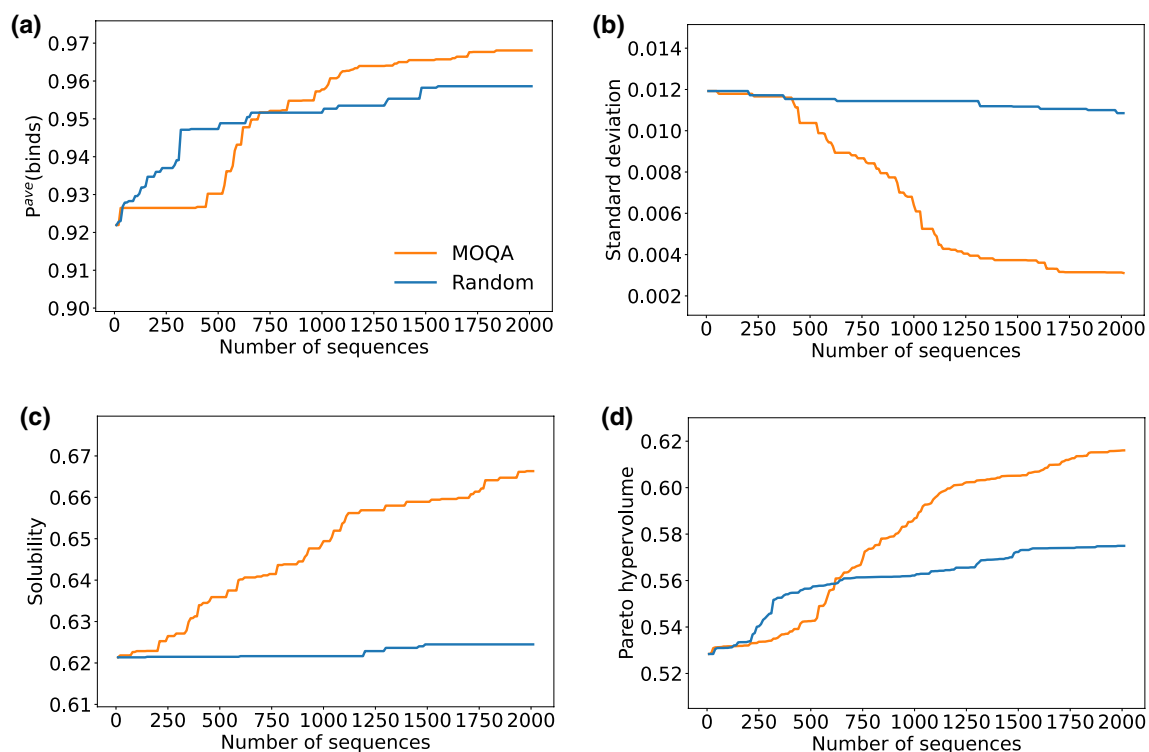 (a)
0.97
0.96
0.95
0.94
0.93
0.92
0.91
0.90
P^ave(binds)
MOQA
Random
0 250 500 750 1000 1250 1500 1750 2000
Number of sequences
(b)
0.014
0.012
0.010
0.008
0.006
0.004
0.002
Standard deviation
0 250 500 750 1000 1250 1500 1750 2000
Number of sequences
(c)
0.67
0.66
0.65
0.64
0.63
0.62
0.61
Solubility
0 250 500 750 1000 1250 1500 1750 2000
Number of sequences
(d)
0.62
0.60
0.58
0.56
0.54
0.52
Pareto hypervolume
0 250 500 750 1000 1250 1500 1750 2000
Number of sequences